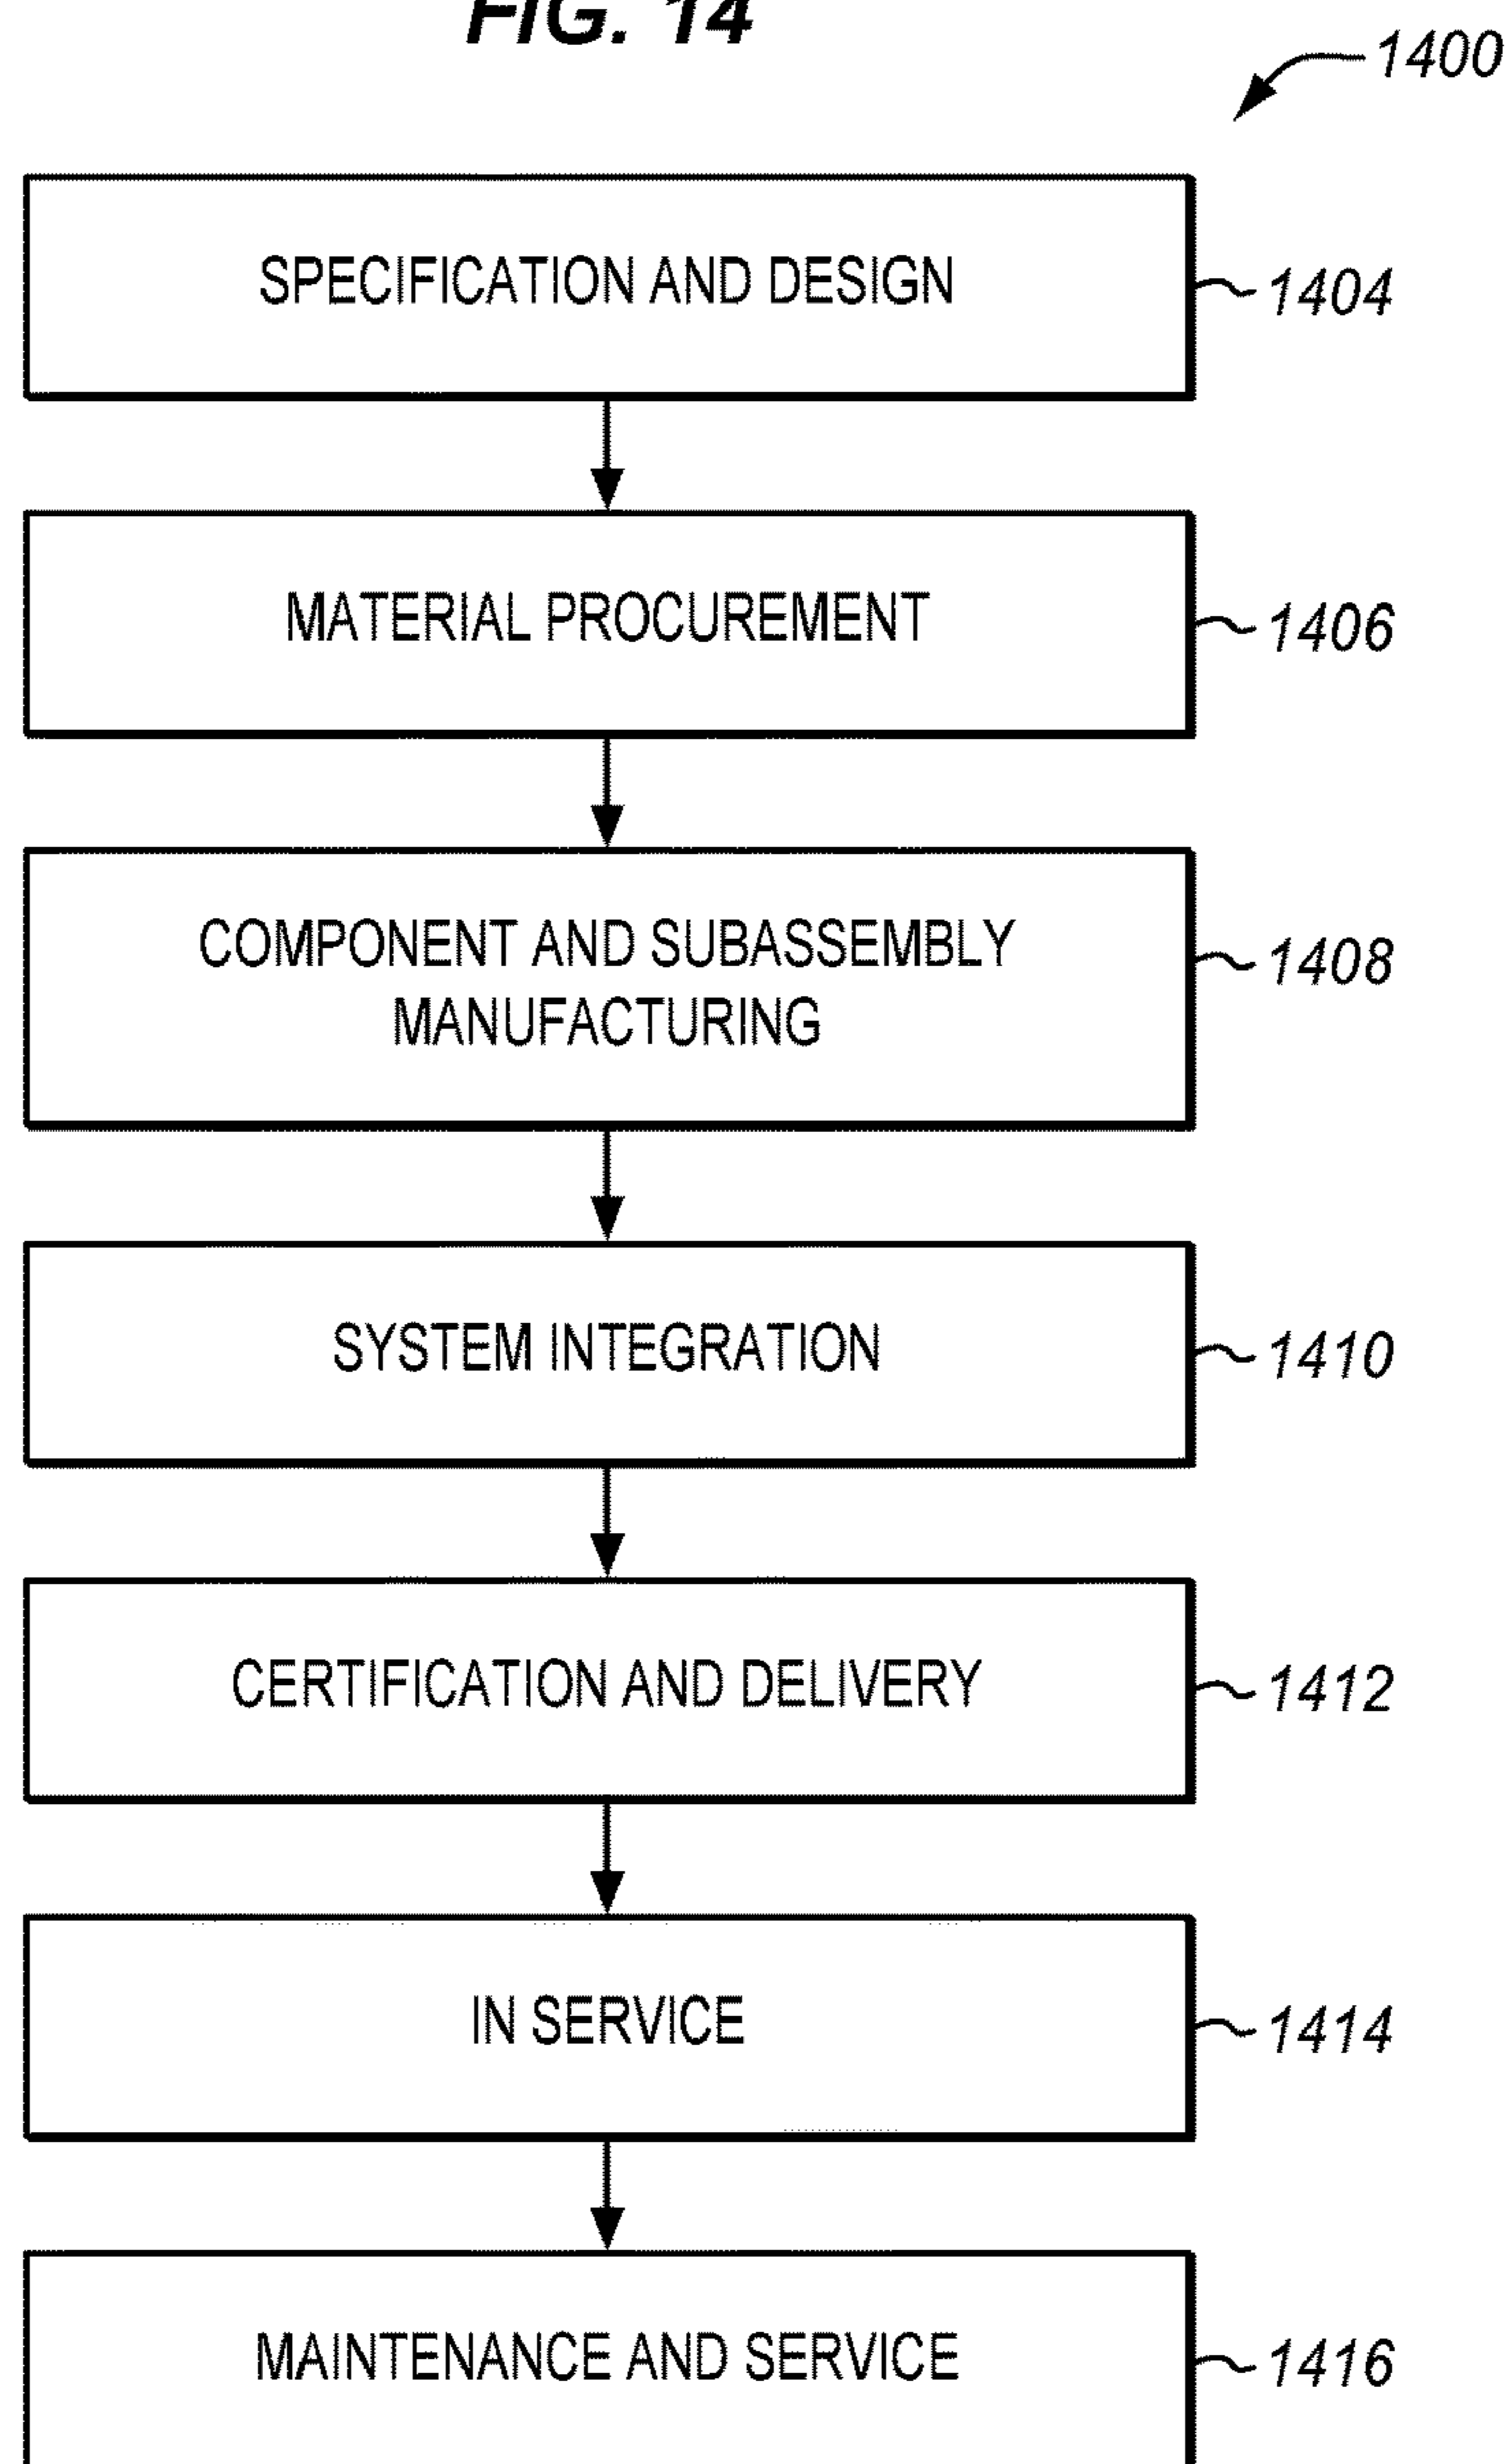 FIG. 14
1400
SPECIFICATION AND DESIGN
1404
MATERIAL PROCUREMENT
1406
COMPONENT AND SUBASSEMBLY
MANUFACTURING
1408
SYSTEM INTEGRATION
1410
CERTIFICATION AND DELIVERY
1412
IN SERVICE
1414
MAINTENANCE AND SERVICE
1416